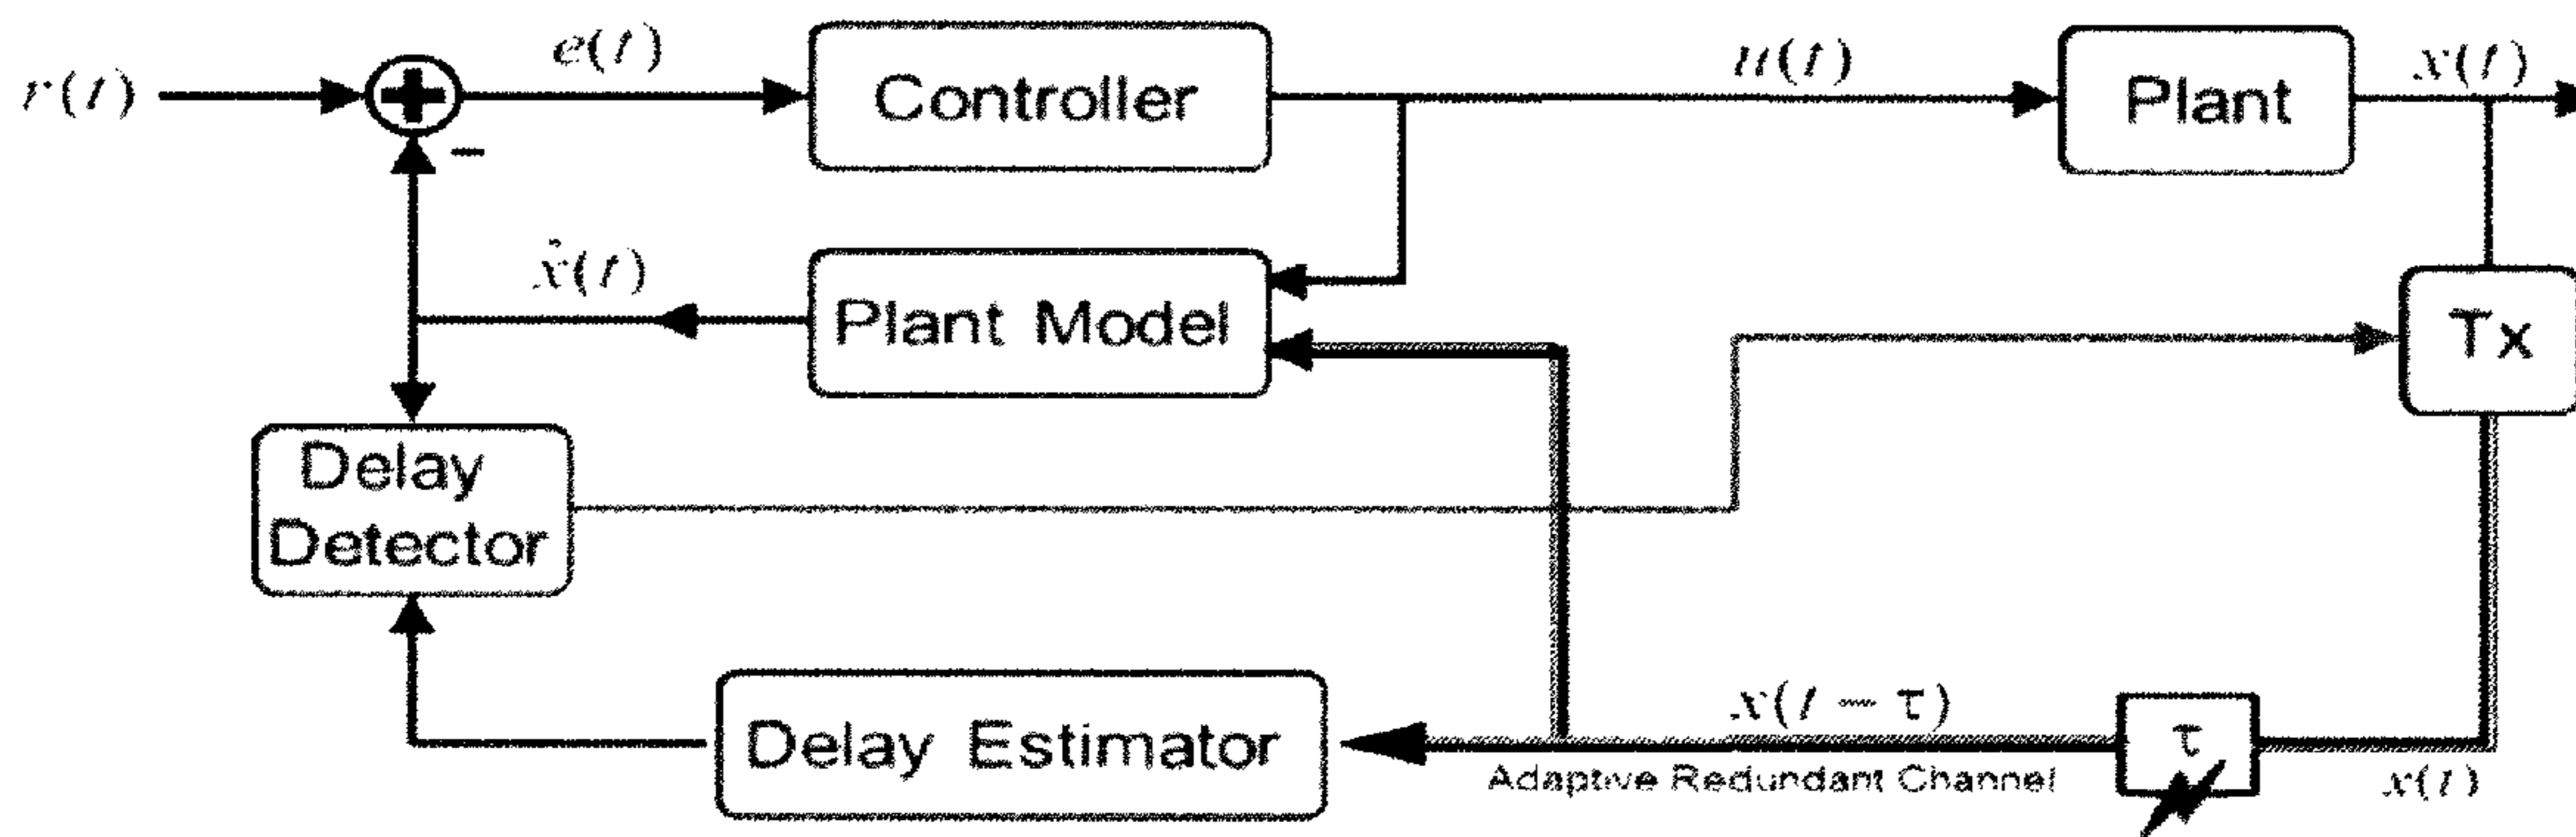 r(t)
e(t)
Controller
u(t)
Plant
x(t)
x̂(t)
Plant Model
Tx
Delay
Detector
Delay Estimator
x(t − τ)
Adaptive Redundant Channel
τ
x(t)
+
−